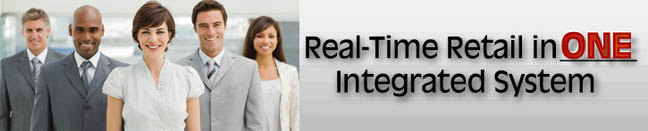 Real-Time Retail in ONE
Integrated System